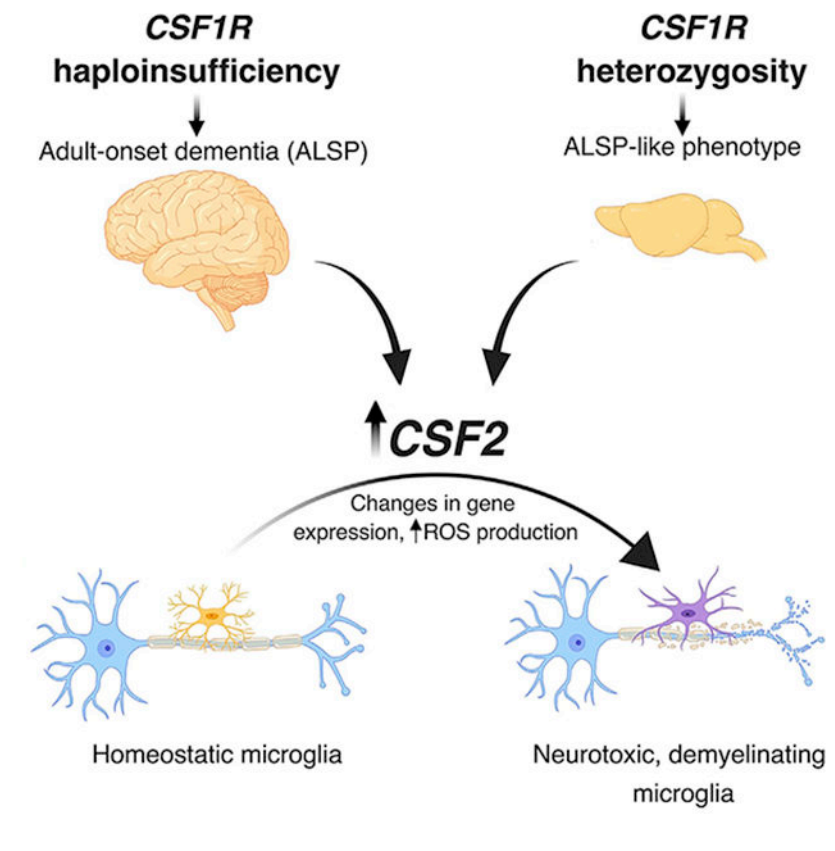 CSF1R
haploinsufficiency
Adult-onset dementia (ALSP)
CSF1R
heterozygosity
ALSP-like phenotype
↑CSF2
Changes in gene
expression, ↑ROS production
Homeostatic microglia
Neurotoxic, demyelinating
microglia